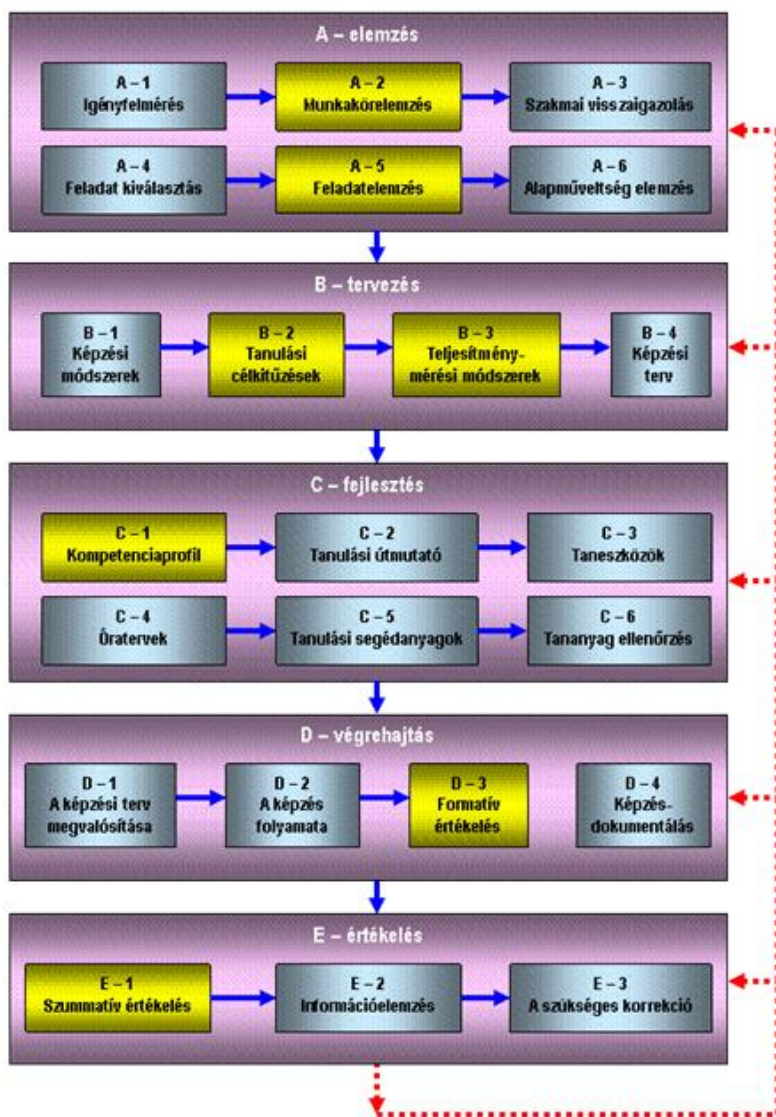 A – elemzés
A – 1
Igényfelmérés
A – 2
Munkakörelemzés
A – 3
Szakmai visszaigazolás
A – 4
Feladat kiválasztás
A – 5
Feladatelemzés
A – 6
Alapműveltség elemzés
B – tervezés
B – 1
Képzési
módszerek
B – 2
Tanulási
célkitűzések
B – 3
Teljesítmény-
mérési módszerek
B – 4
Képzési
terv
C – fejlesztés
C – 1
Kompetenciaprofil
C – 2
Tanulási útmutató
C – 3
Taneszközök
C – 4
Óratervek
C – 5
Tanulási segédanyagok
C – 6
Tananyag ellenőrzés
D – végrehajtás
D – 1
A képzési terv
megvalósítása
D – 2
A képzés
folyamata
D – 3
Formatív
értékelés
D – 4
Képzés-
dokumentálás
E – értékelés
E – 1
Szummatív értékelés
E – 2
Információelemzés
E – 3
A szükséges korrekció